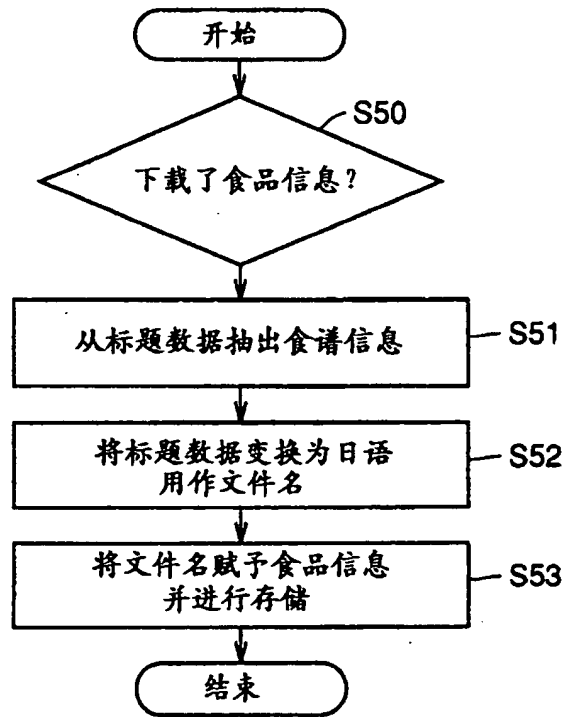 开始
S50
下载了食品信息?
从标题数据抽出食谱信息
S51
将标题数据变换为日语
用作文件名
S52
将文件名赋予食品信息
并进行存储
S53
结束